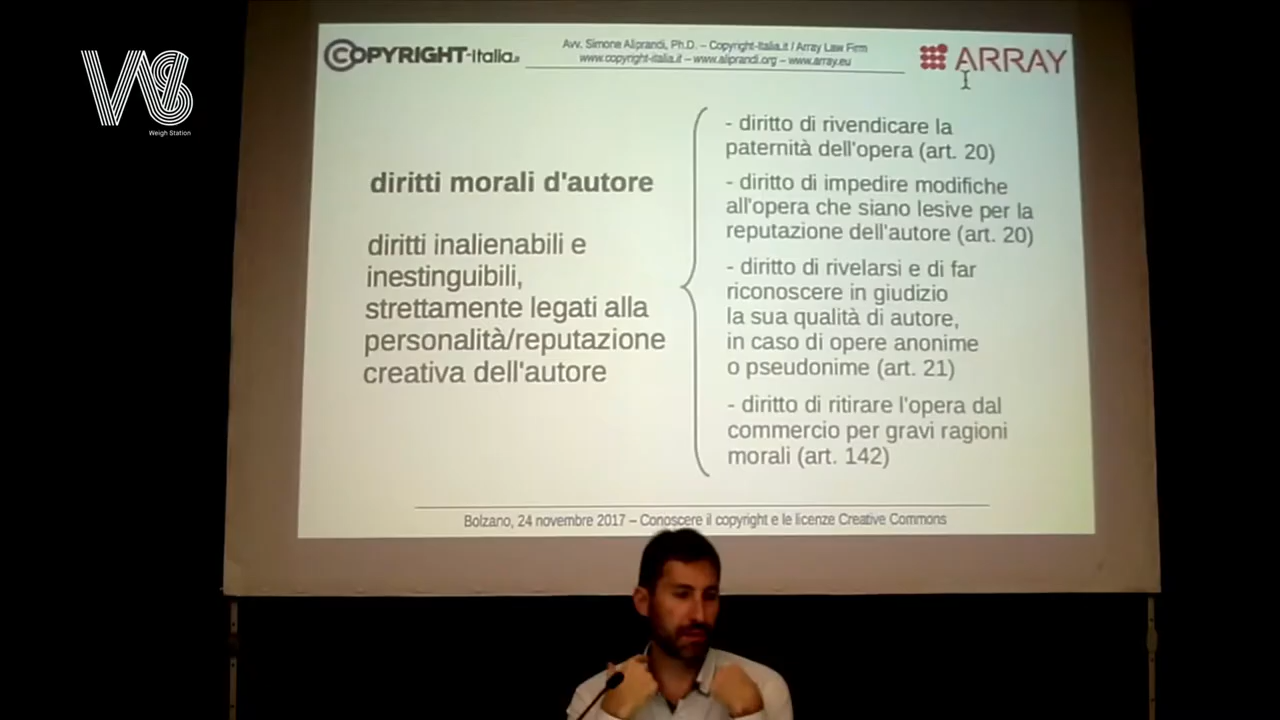 WS
Weigh Station
COPYRIGHT-Italia.it
Avv. Simone Aliprandi, Ph.D. – Copyright-Italia.it / Array Law Firm
www.copyright-italia.it – www.aliprandi.org – www.array.eu
ARRAY
diritti morali d'autore
diritti inalienabili e
inestinguibili,
strettamente legati alla
personalità/reputazione
creativa dell'autore
- diritto di rivendicare la
paternità dell'opera (art. 20)
- diritto di impedire modifiche
all'opera che siano lesive per la
reputazione dell'autore (art. 20)
- diritto di rivelarsi e di far
riconoscere in giudizio
la sua qualità di autore,
in caso di opere anonime
o pseudonime (art. 21)
- diritto di ritirare l'opera dal
commercio per gravi ragioni
morali (art. 142)
Bolzano, 24 novembre 2017 – Conoscere il copyright e le licenze Creative Commons